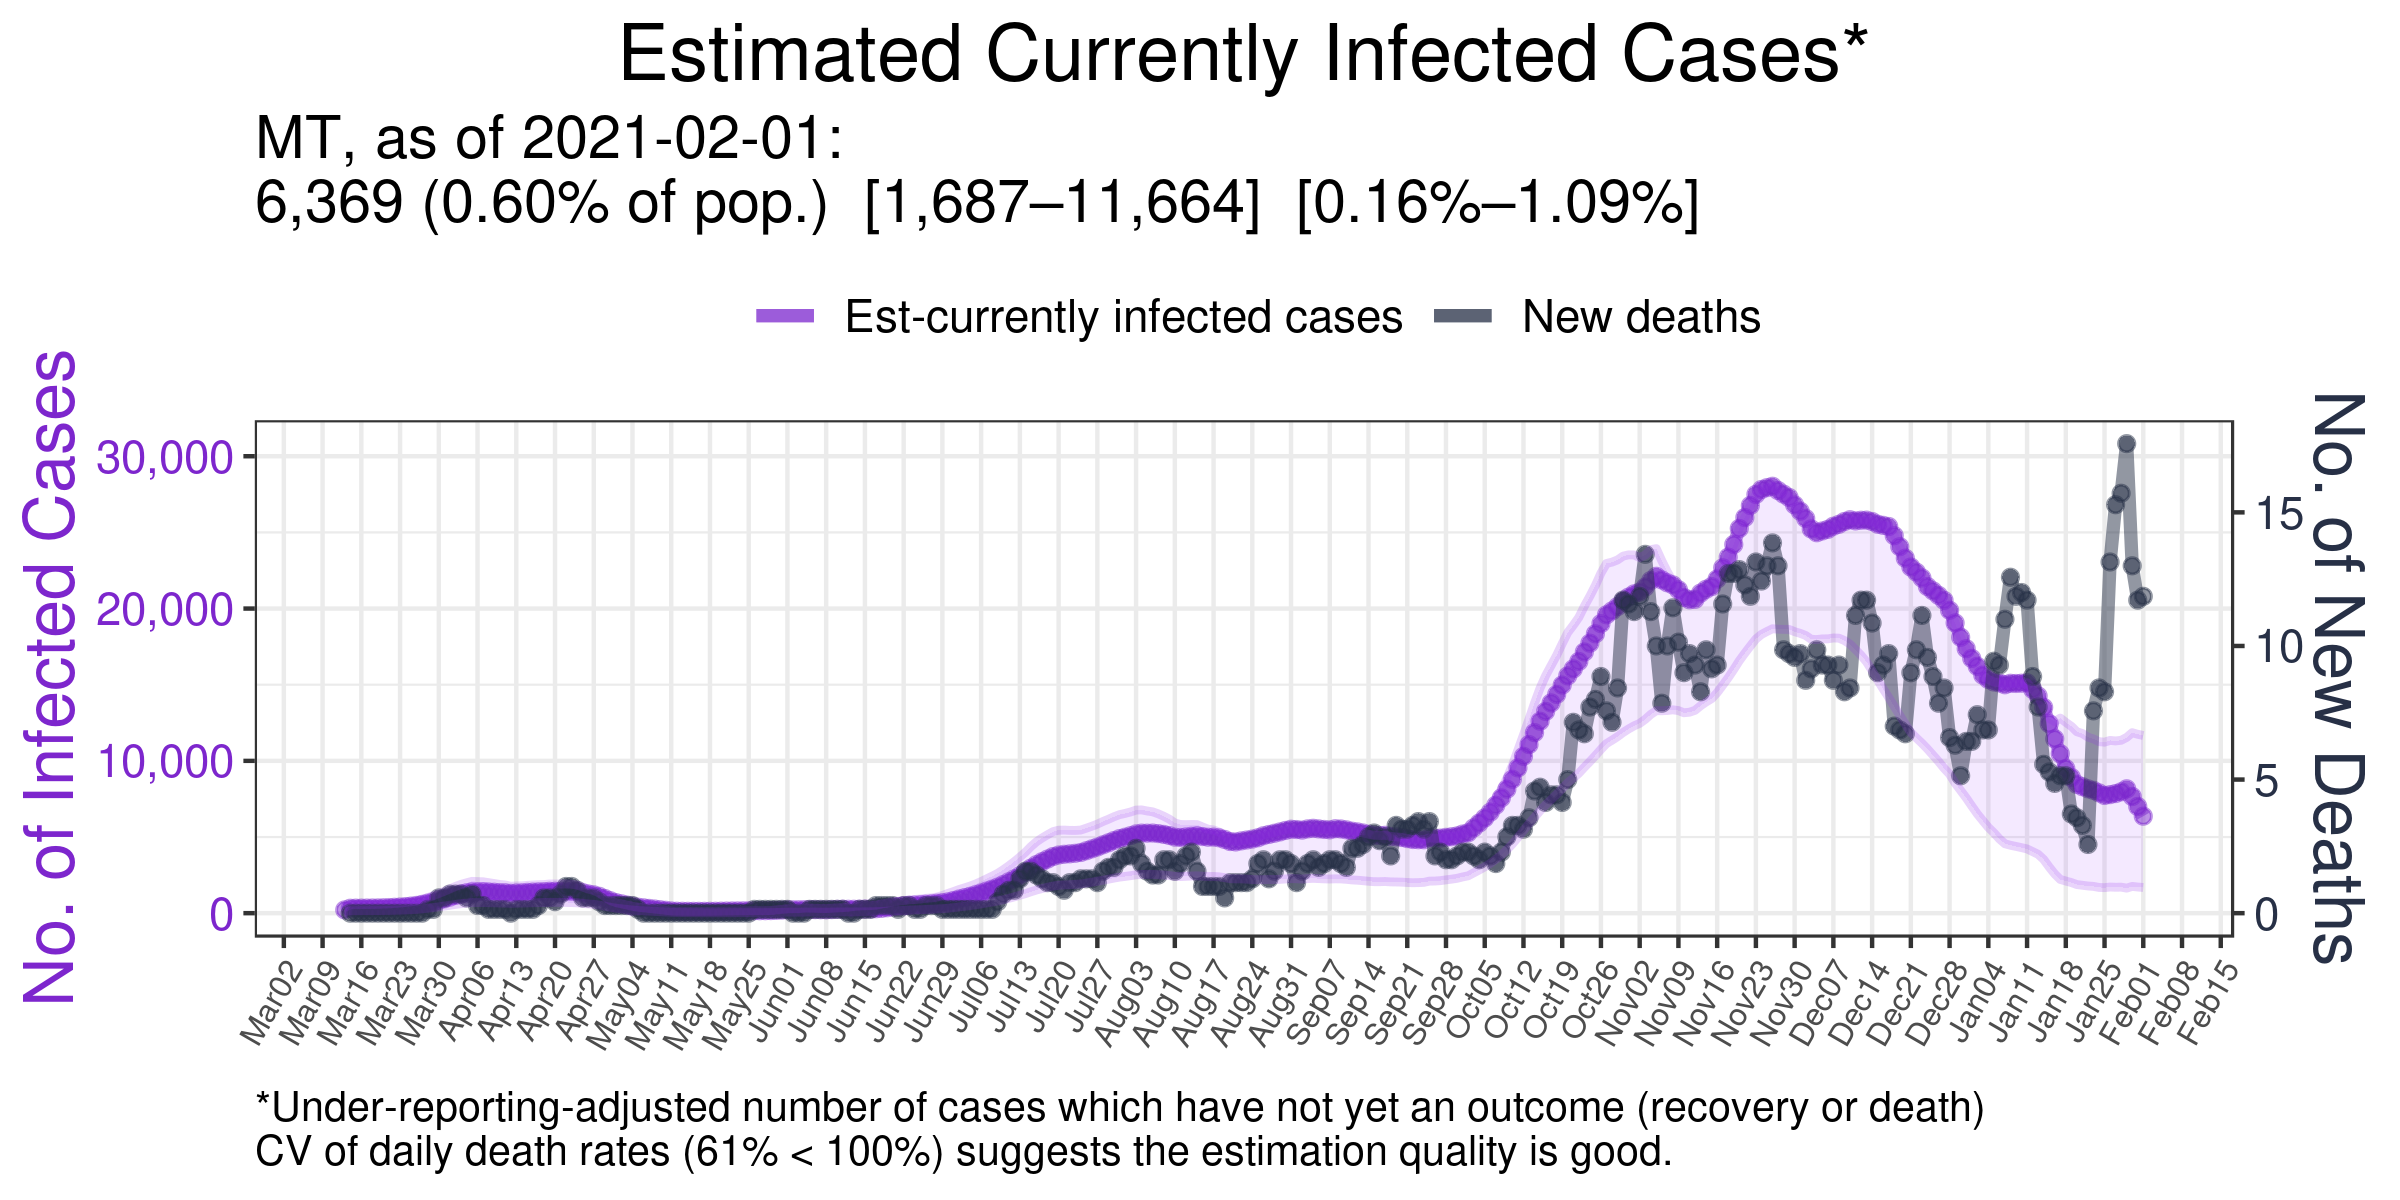 Estimated Currently Infected Cases*
MT, as of 2021-02-01:
6,369 (0.60% of pop.)  [1,687–11,664]  [0.16%–1.09%]
Est-currently infected cases
New deaths
No. of Infected Cases
30,000
20,000
10,000
0
15
10
5
0
No. of New Deaths
Mar02
Mar09
Mar16
Mar23
Mar30
Apr06
Apr13
Apr20
Apr27
May04
May11
May18
May25
Jun01
Jun08
Jun15
Jun22
Jun29
Jul06
Jul13
Jul20
Jul27
Aug03
Aug10
Aug17
Aug24
Aug31
Sep07
Sep14
Sep21
Sep28
Oct05
Oct12
Oct19
Oct26
Nov02
Nov09
Nov16
Nov23
Nov30
Dec07
Dec14
Dec21
Dec28
Jan04
Jan11
Jan18
Jan25
Feb01
Feb08
Feb15
*Under-reporting-adjusted number of cases which have not yet an outcome (recovery or death)
CV of daily death rates (61% < 100%) suggests the estimation quality is good.